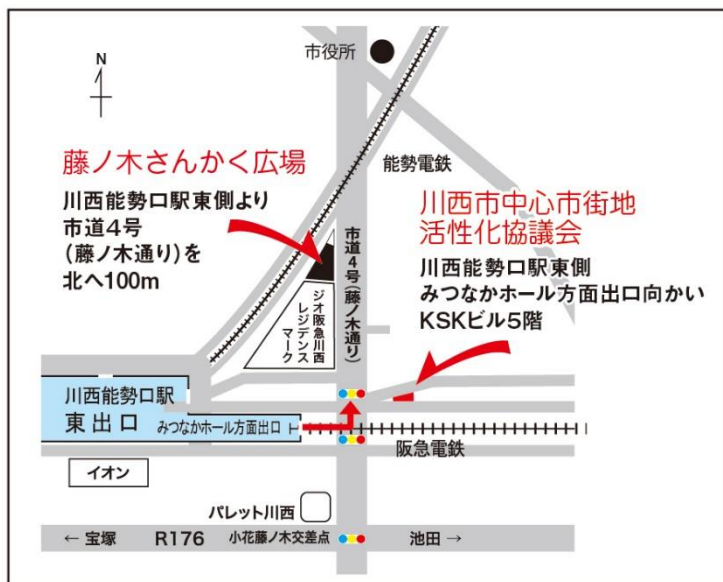 市役所
N
能勢電鉄
藤ノ木さんかく広場
川西能勢口駅東側より
市道4号
(藤ノ木通り)を
北へ100m
川西市中心市街地
活性化協議会
川西能勢口駅東側
みつなかホール方面出口向かい
KSKビル5階
市道4号(藤ノ木通り)
ジオ阪急川西
レジデンス
マーク
川西能勢口駅
東出口
みつなかホール方面出口
阪急電鉄
イオン
パレット川西
← 宝塚 R176 小花藤ノ木交差点 池田 →